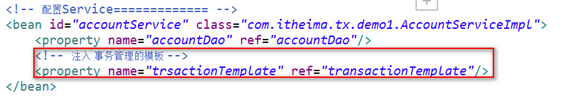 <!-- 配置Service============= -->
<bean id="accountService" class="com.itheima.tx.demo1.AccountServiceImpl">
<property name="accountDao" ref="accountDao"/>
<!-- 注入 事务管理的模板 -->
<property name="trsactionTemplate" ref="transactionTemplate"/>
</bean>